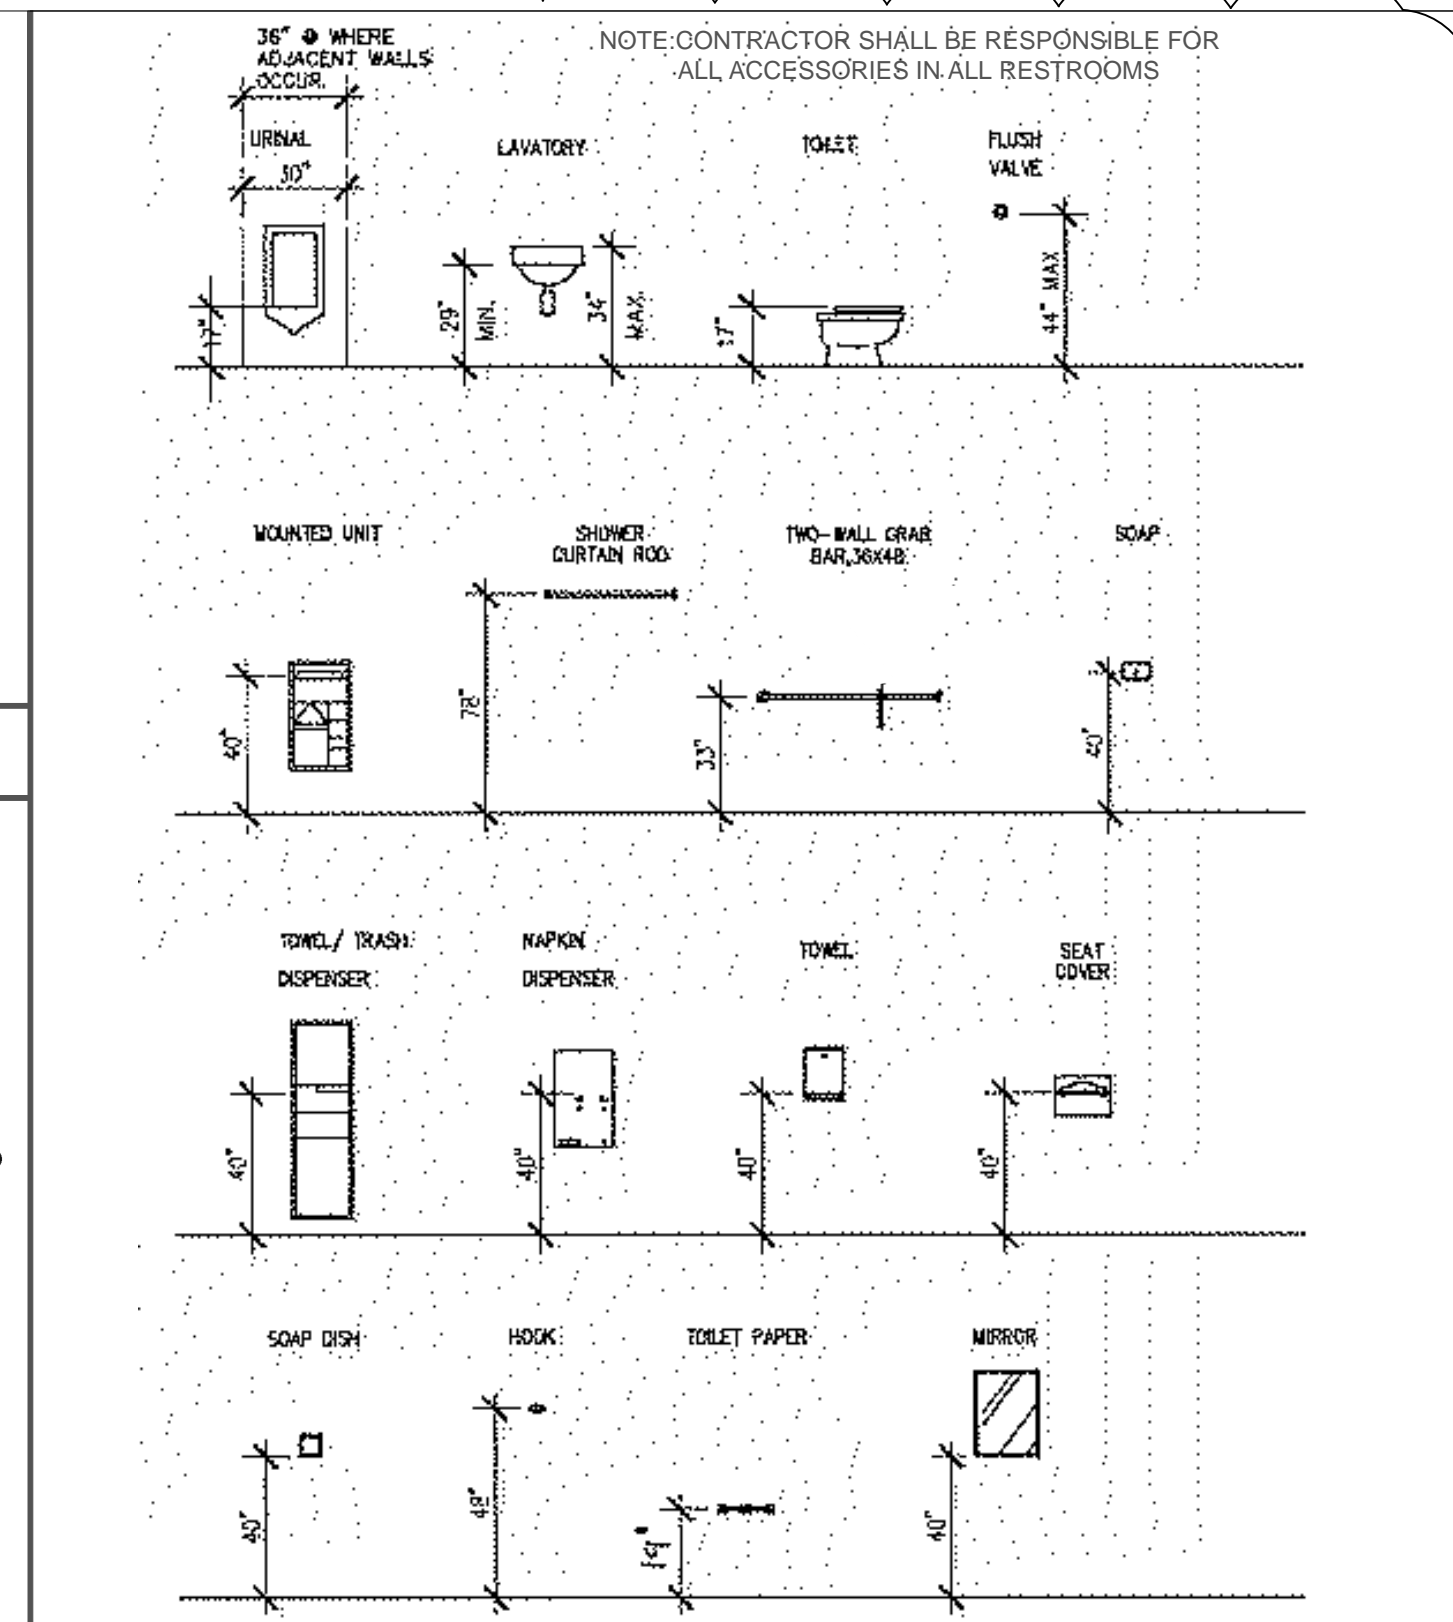 36" @ WHERE
ADJACENT WALLS
OCCUR.
NOTE:CONTRACTOR SHALL BE RESPONSIBLE FOR
ALL ACCESSORIES IN ALL RESTROOMS
URINAL
30"
17"
LAVATORY
29"
MIN.
34"
MAX.
TOILET
17"
FLUSH
VALVE
44" MAX
MOUNTED UNIT
40"
SHOWER
CURTAIN ROD
78"
TWO-WALL GRAB
BAR,36X48
33"
SOAP
40"
TOWEL/ TRASH
DISPENSER
40"
NAPKIN
DISPENSER
40"
TOWEL
40"
SEAT
COVER
40"
SOAP DISH
40"
HOOK
48"
TOILET PAPER
MIRROR
40"